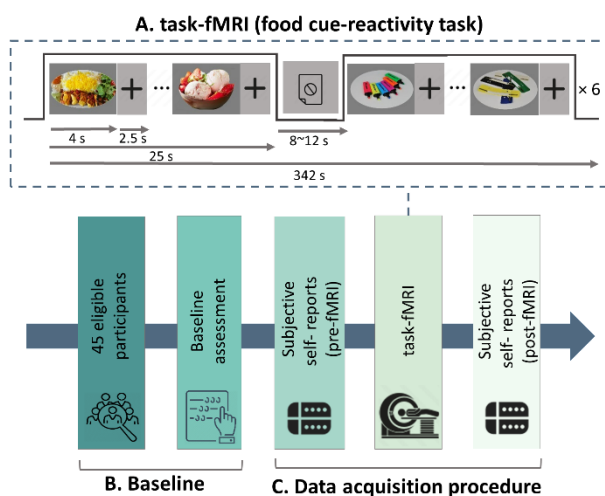 A. task-fMRI (food cue-reactivity task)
... ...
× 6
4 s
2.5 s
8~12 s
25 s
342 s
45 eligible
participants
Baseline
assessment
Subjective
self- reports
(pre-fMRI)
task-fMRI
Subjective
self- reports
(post-fMRI)
B. Baseline
C. Data acquisition procedure